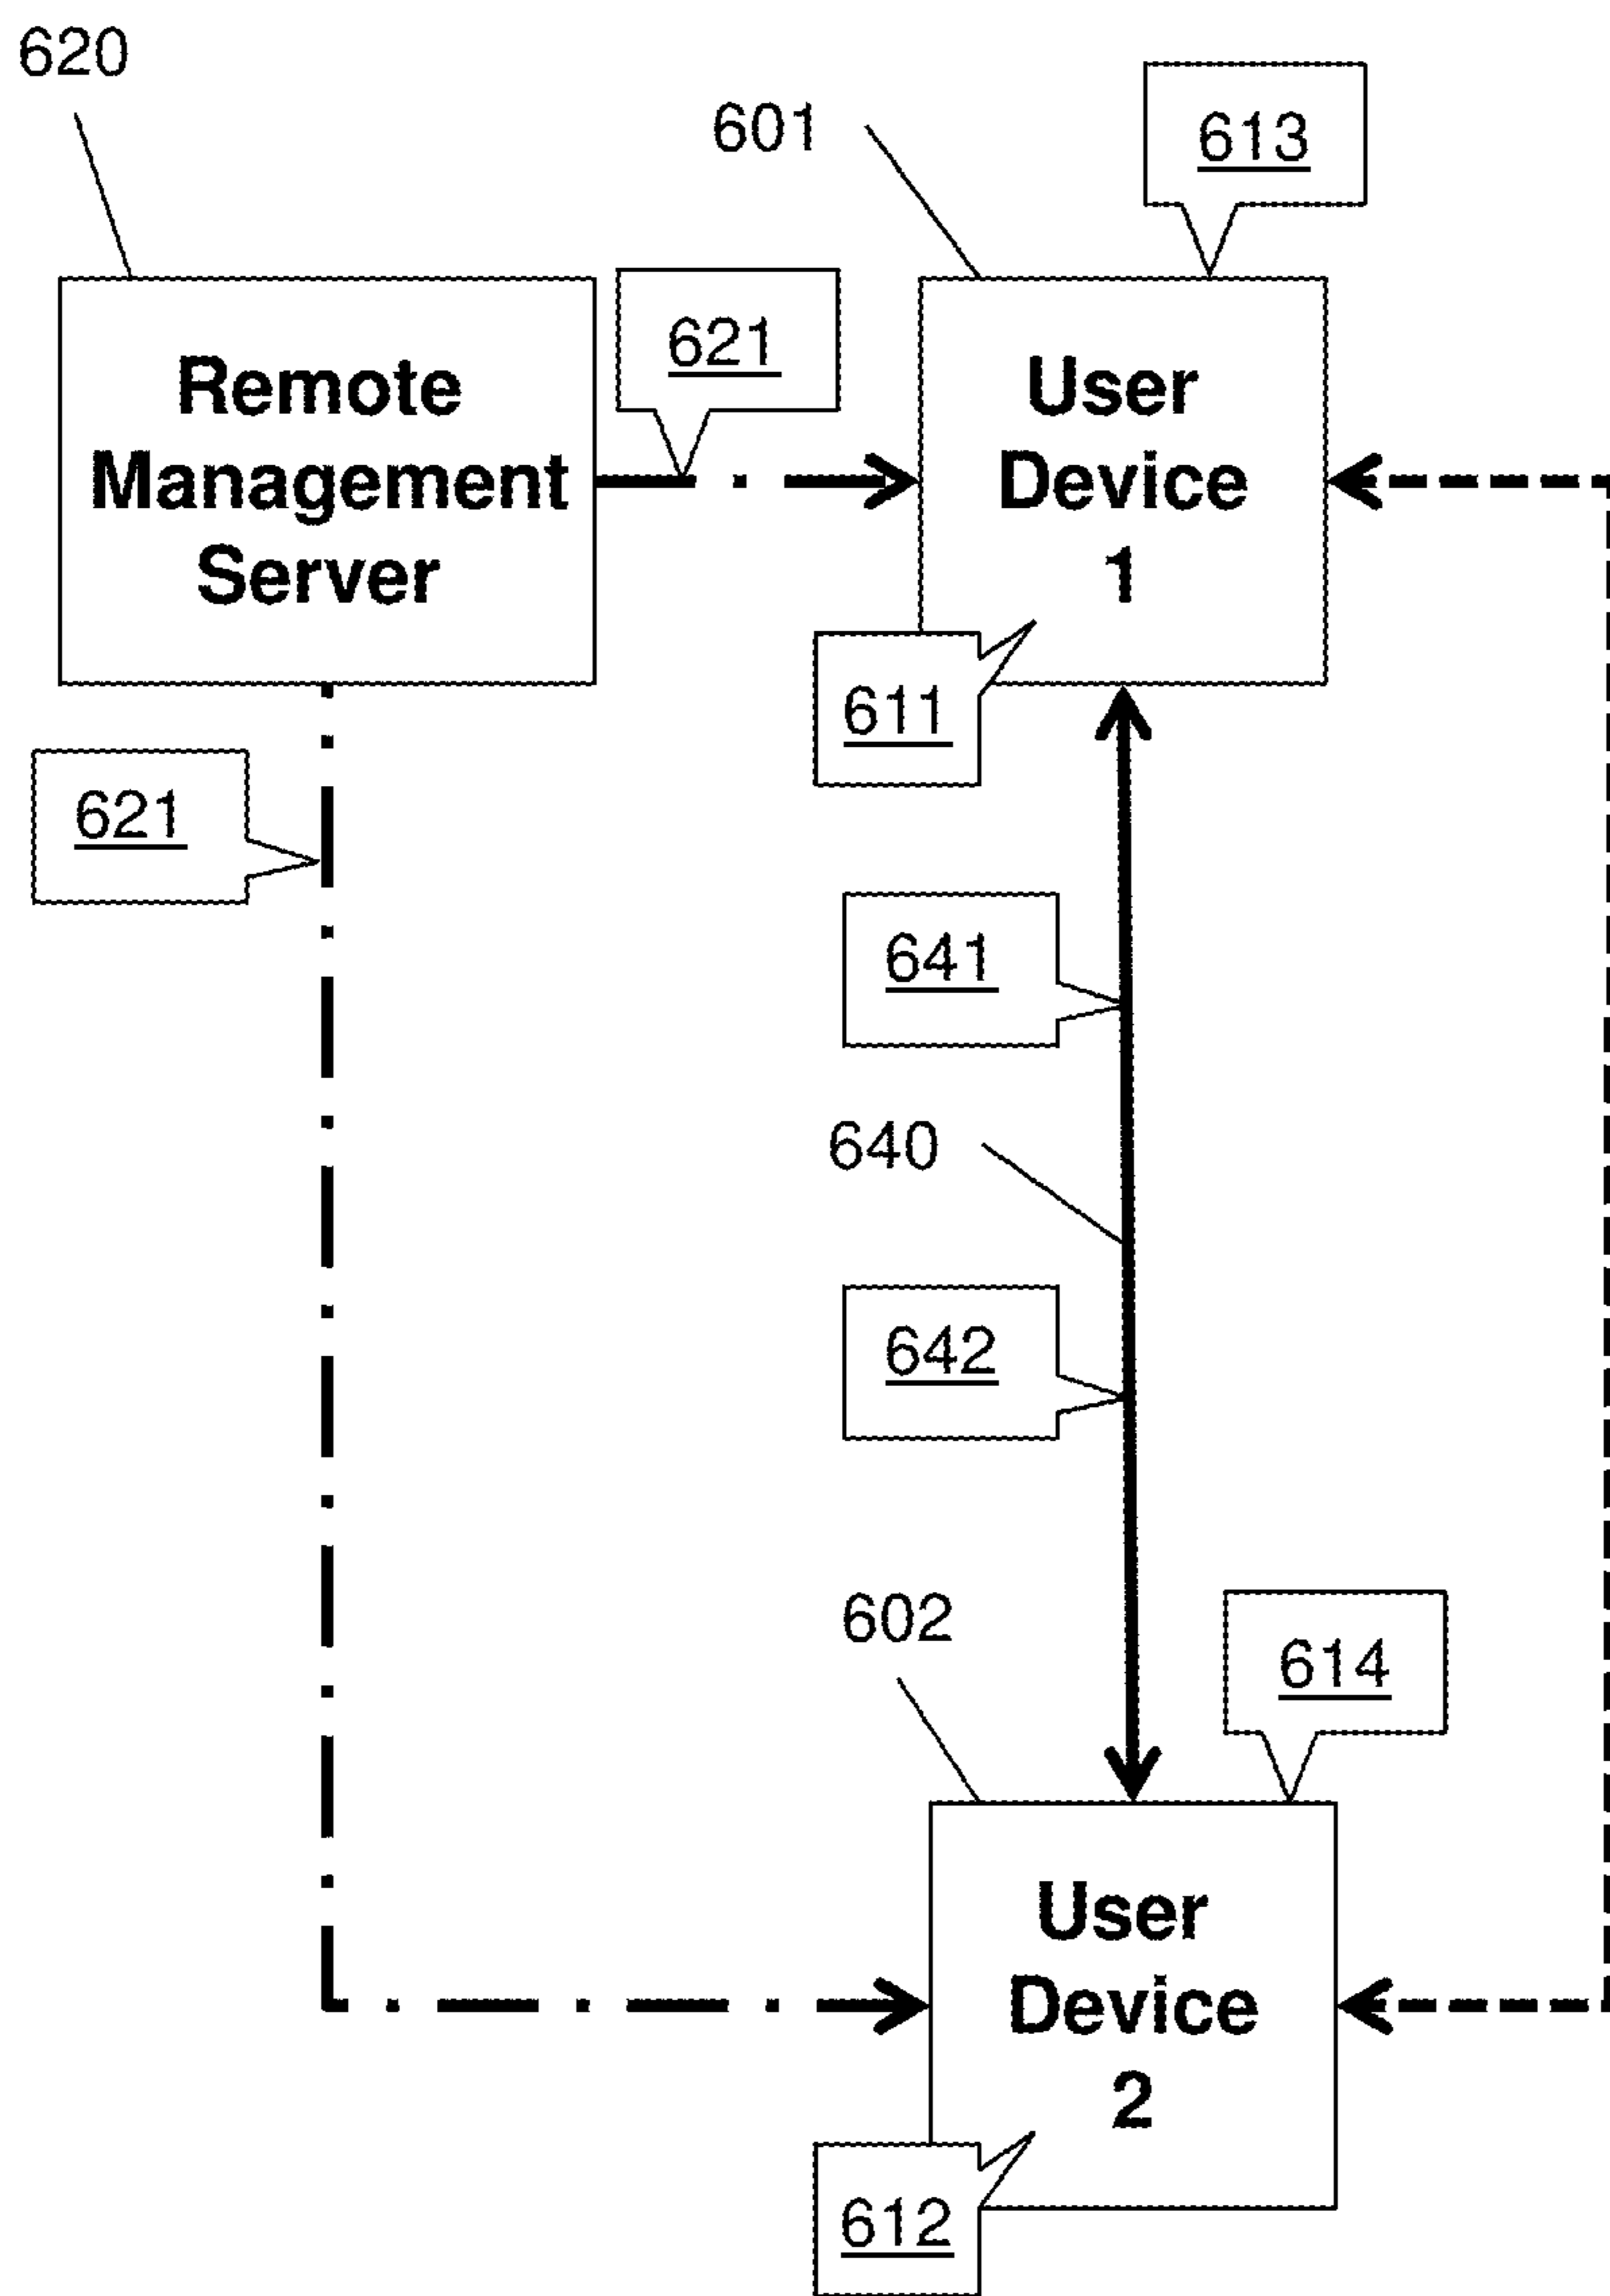 620
601
613
621
Remote
Management
Server
User
Device
1
611
621
641
640
642
602
614
User
Device
2
612